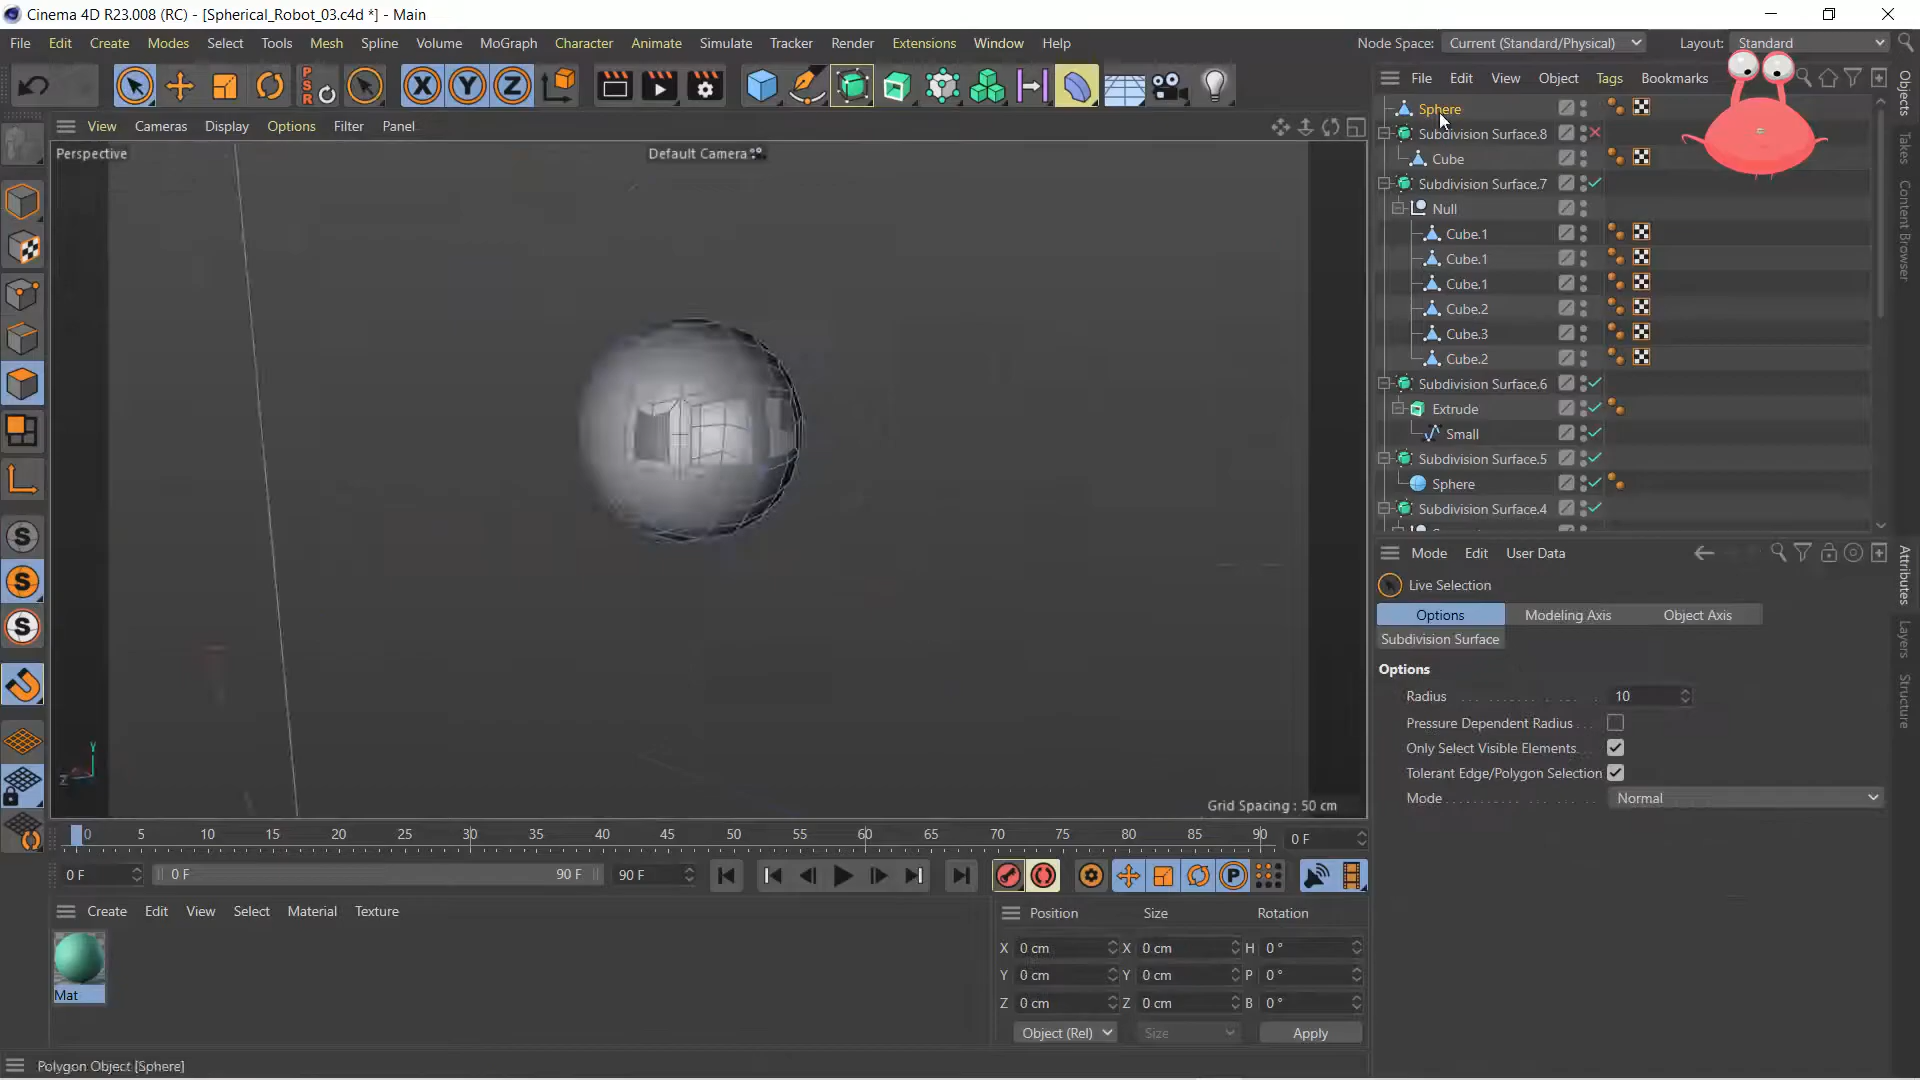 Cinema 4D R23.008 (RC) - [Spherical_Robot_03.c4d *] - Main
File Edit Create Modes Select Tools Mesh Spline Volume MoGraph Character Animate Simulate Tracker Render Extensions Window Help
Node Space: Current (Standard/Physical) Layout: Standard
P S R
X Y Z
File Edit View Object Tags Bookmarks
View Cameras Display Options Filter Panel
Perspective
Default Camera
Sphere
Subdivision Surface.8
Cube
Subdivision Surface.7
Null
Cube.1
Cube.1
Cube.1
Cube.2
Cube.3
Cube.2
Subdivision Surface.6
Extrude
Small
Subdivision Surface.5
Sphere
Subdivision Surface.4
Objects
Takes
Content Browser
Mode Edit User Data
Live Selection
Options Modeling Axis Object Axis
Subdivision Surface
Options
Radius 10
Pressure Dependent Radius
Only Select Visible Elements
Tolerant Edge/Polygon Selection
Mode Normal
Attributes
Layers
Structure
Y
Z
Grid Spacing : 50 cm
0 5 10 15 20 25 30 35 40 45 50 55 60 65 70 75 80 85 90 0 F
0 F 0 F 90 F 90 F
Create Edit View Select Material Texture
Mat
Position Size Rotation
X 0 cm X 0 cm H 0 °
Y 0 cm Y 0 cm P 0 °
Z 0 cm Z 0 cm B 0 °
Object (Rel) Size Apply
Polygon Object [Sphere]